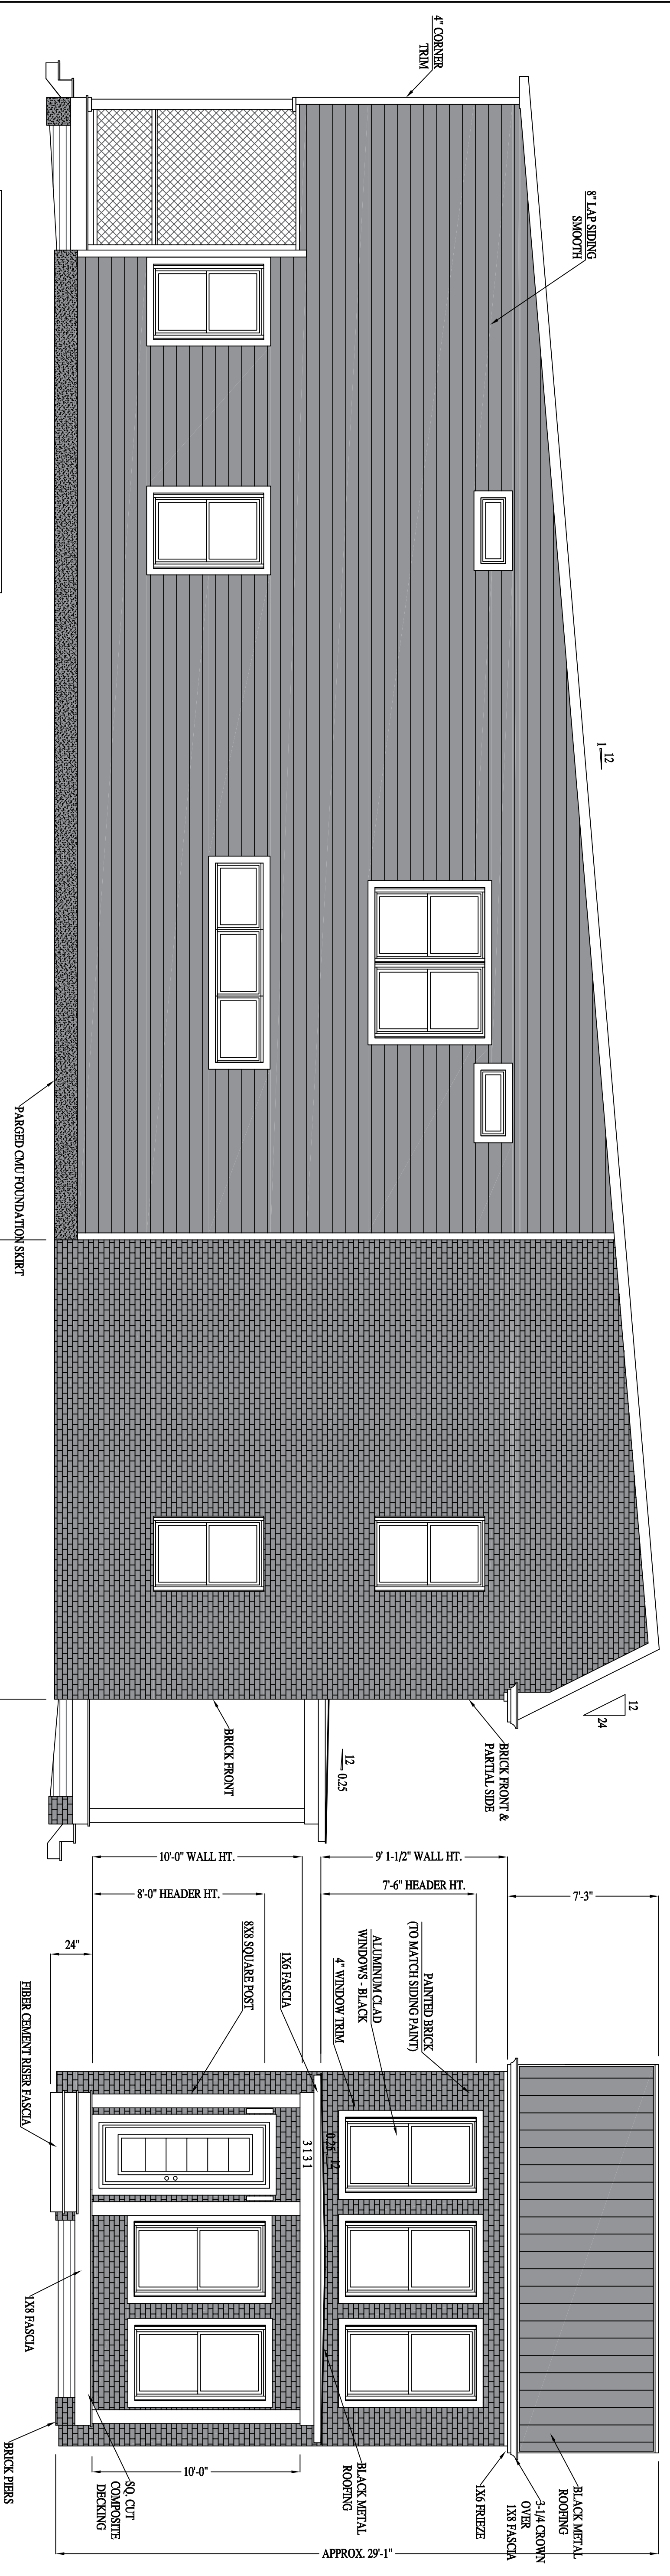 4" CORNER
TRIM
8" LAP SIDING
SMOOTH
12
1
PARGED CMU FOUNDATION SKIRT
12
24
BRICK FRONT &
PARTIAL SIDE
BRICK FRONT
12
0.25
7'-3"
9' 1-1/2" WALL HT.
7'-6" HEADER HT.
10'-0" WALL HT.
8'-0" HEADER HT.
24"
PAINTED BRICK
(TO MATCH SIDING PAINT)
ALUMINUM CLAD
WINDOWS - BLACK
4" WINDOW TRIM
1X6 FASCIA
8X8 SQUARE POST
FIBER CEMENT RISER FASCIA
0.25 12
3131
1X8 FASCIA
BRICK PIERS
SQ. CUT
COMPOSITE
DECKING
10'-0"
BLACK METAL
ROOFING
1X6 FRIEZE
3-1/4 CROWN
OVER
1X8 FASCIA
BLACK METAL
ROOFING
APPROX. 29'-1"